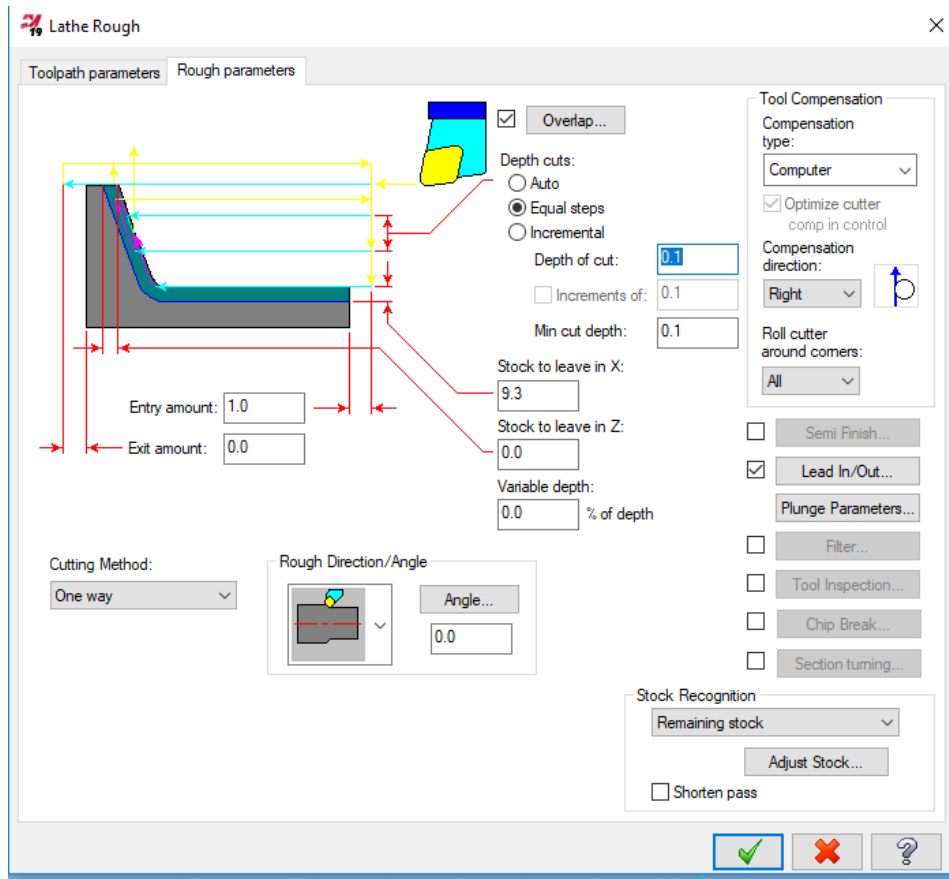 19 Lathe Rough
Toolpath parameters
Rough parameters
Overlap...
Depth cuts:
Auto
Equal steps
Incremental
Depth of cut:
0.1
Increments of:
0.1
Min cut depth:
0.1
Stock to leave in X:
9.3
Stock to leave in Z:
0.0
Variable depth:
0.0
% of depth
Entry amount:
1.0
Exit amount:
0.0
Cutting Method:
One way
Rough Direction/Angle
Angle...
0.0
Tool Compensation
Compensation
type:
Computer
Optimize cutter
comp in control
Compensation
direction:
Right
Roll cutter
around corners:
All
Semi Finish...
Lead In/Out...
Plunge Parameters...
Filter...
Tool Inspection...
Chip Break...
Section turning...
Stock Recognition
Remaining stock
Adjust Stock...
Shorten pass